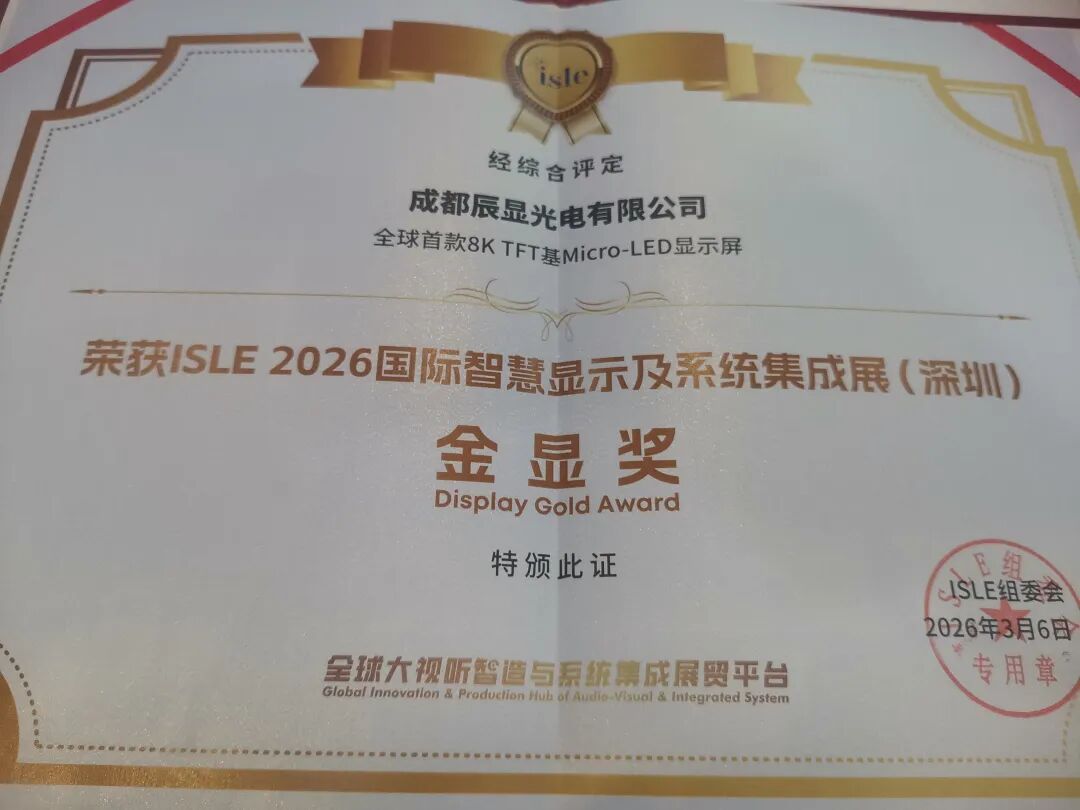 isle
经综合评定
成都辰显光电有限公司
全球首款8K TFT基Micro-LED显示屏
荣获ISLE 2026国际智慧显示及系统集成展（深圳）
金显奖
Display Gold Award
特颁此证
ISLE组
ISLE组委会
2026年3月6日
专用章
全球大视听智造与系统集成展贸平台
Global Innovation & Production Hub of Audio-Visual & Integrated System